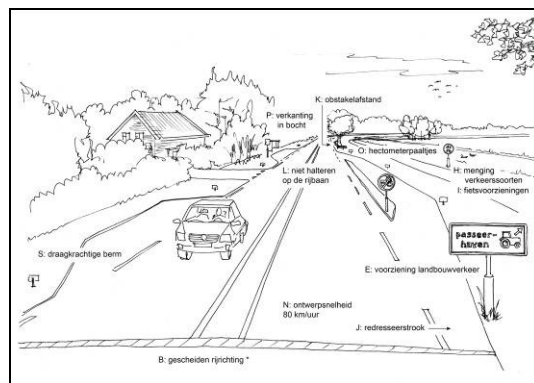 K: obstakelafstand
P: verkanting
in bocht
O: hectometerpaaltjes
L: niet halteren
op de rijbaan
H: menging
verkeerssoorten
I: fietsvoorzieningen
S: draagkrachtige berm
passeer-
haven
E: voorziening landbouwverkeer
N: ontwerpsnelheid
80 km/uur
J: redresseerstrook
B: gescheiden rijrichting *